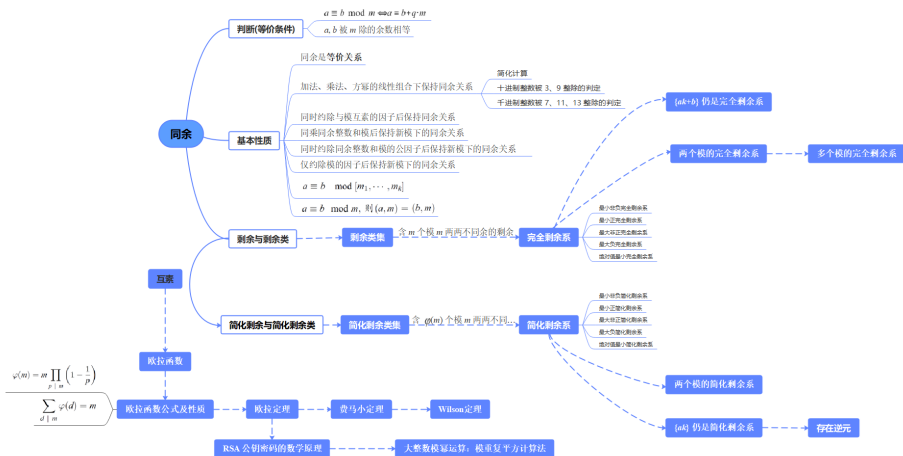 同余
判断(等价条件)
a ≡ b mod m ⟺ a = b + q·m
a, b 被 m 除的余数相等
基本性质
同余是等价关系
加法、乘法、方幂的线性组合下保持同余关系
简化计算
十进制整数被 3、9 整除的判定
千进制整数被 7、11、13 整除的判定
同时约除与模互素的因子后保持新模下的同余关系
同乘同余整数和模后保持新模下的同余关系
同时约除同余整数和模的公因子后保持新模下的同余关系
仅约除模的因子后保持新模下的同余关系
a ≡ b mod [m₁, ⋯, mₖ]
a ≡ b mod m, 则 (a, m) = (b, m)
剩余与剩余类
剩余类集
含 m 个模 m 两两不同余的剩余
完全剩余系
{ak+b} 仍是完全剩余系
两个模的完全剩余系
多个模的完全剩余系
最小非负完全剩余系
最小正完全剩余系
最大非正完全剩余系
最大负完全剩余系
绝对值最小完全剩余系
简化剩余与简化剩余类
简化剩余类集
含 φ(m) 个模 m 两两不同...
简化剩余系
最小非负简化剩余系
最小正简化剩余系
最大非正简化剩余系
最大负简化剩余系
绝对值最小简化剩余系
两个模的简化剩余系
{ak} 仍是简化剩余系
存在逆元
互素
欧拉函数
欧拉函数公式及性质
φ(m) = m ∏_{p | m} (1 − 1/p)
∑_{d | m} φ(d) = m
欧拉定理
费马小定理
Wilson定理
RSA 公钥密码的数学原理
大整数模幂运算：模重复平方计算法